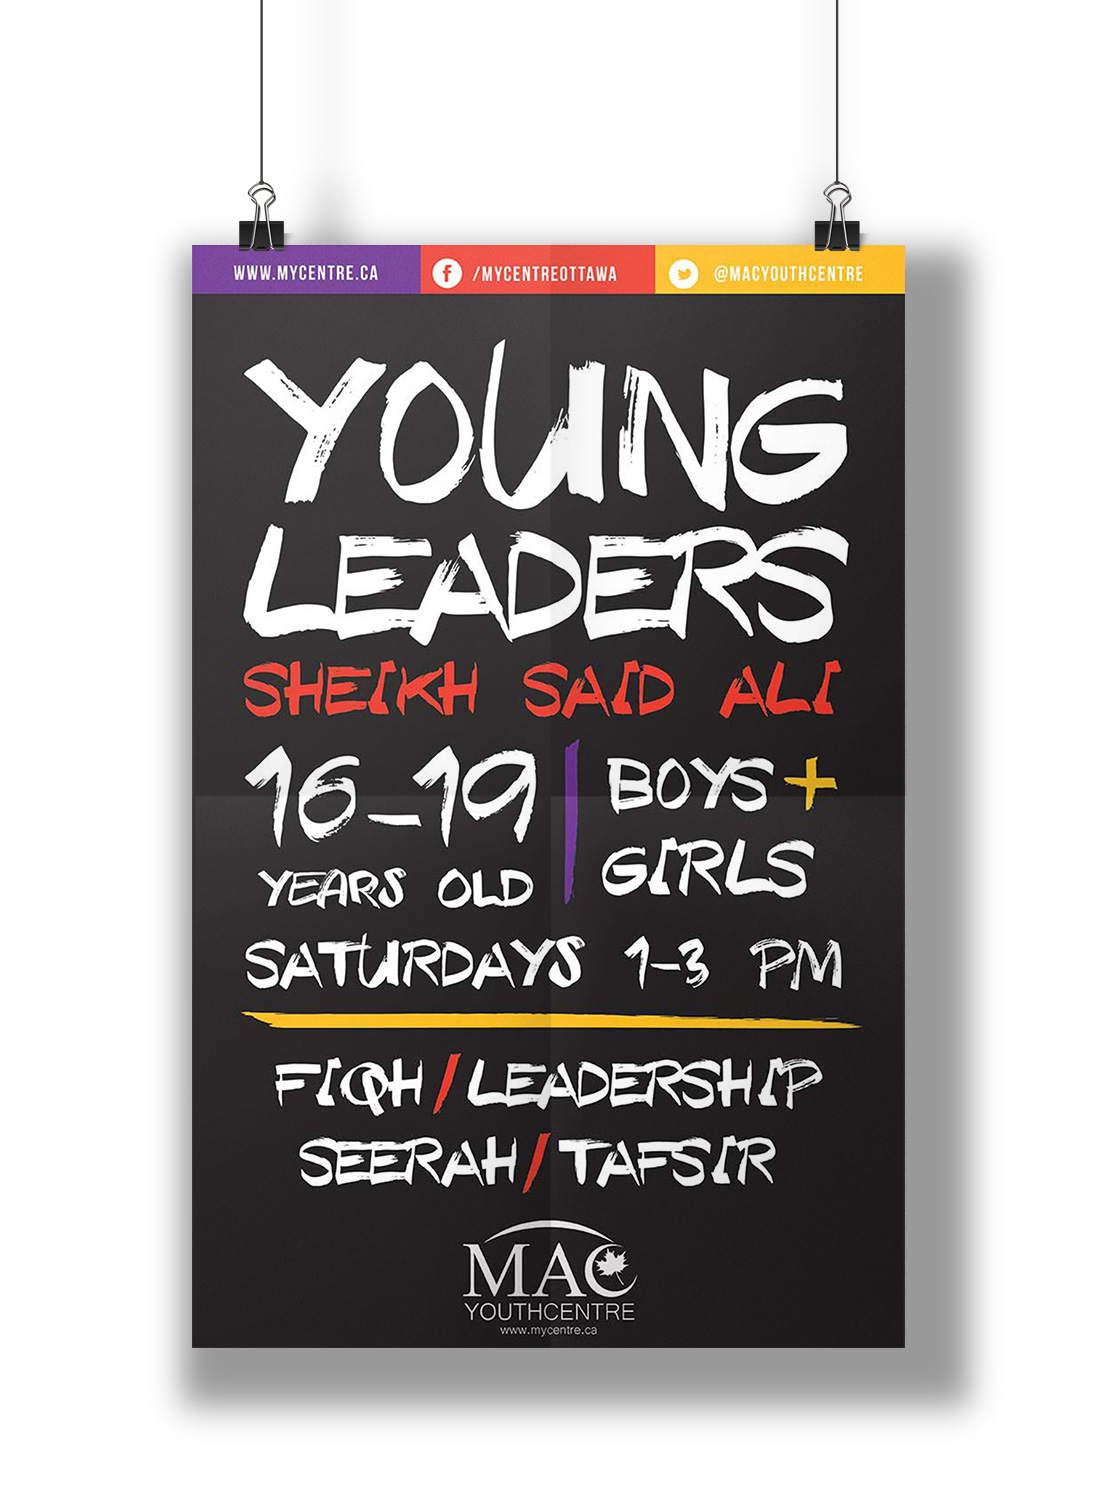 WWW.MYCENTRE.CA /MYCENTREOTTAWA @MACYOUTHCENTRE
YOUNG
LEADERS
SHEIKH SAID ALI
16-19 BOYS+
YEARS OLD GIRLS
SATURDAYS 1-3 PM
FIQH/LEADERSHIP
SEERAH/TAFSIR
MAC
YOUTHCENTRE
www.mycentre.ca